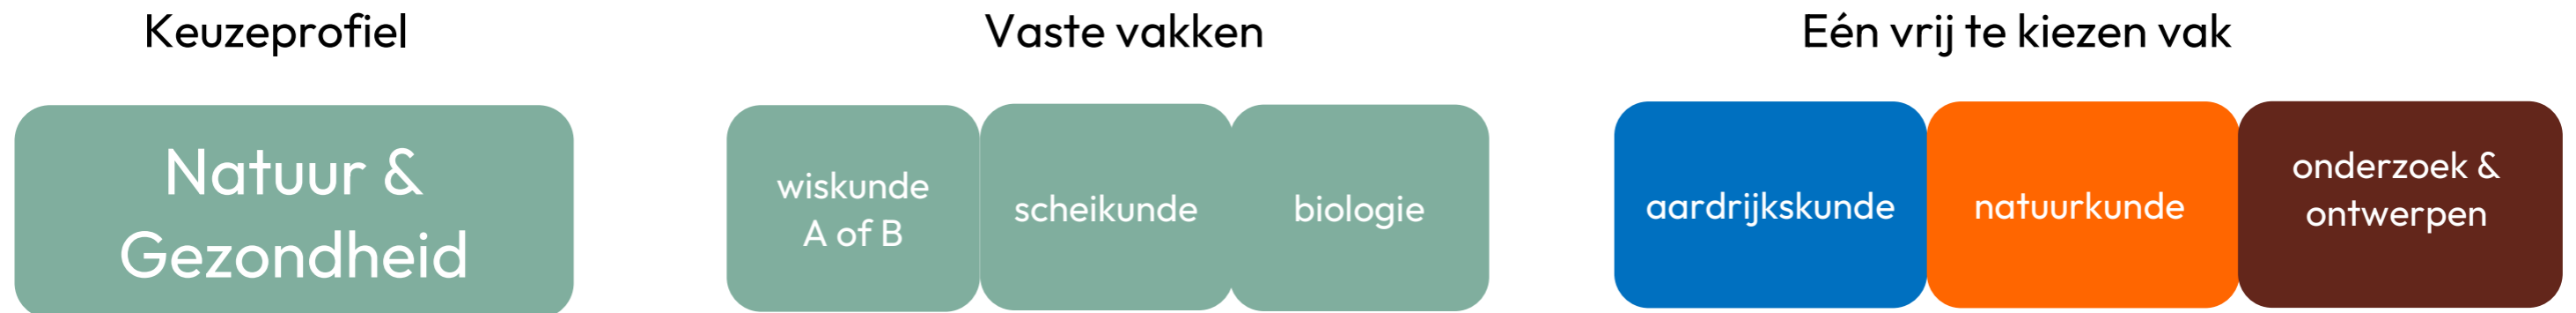 Keuzeprofiel
Vaste vakken
Eén vrij te kiezen vak
Natuur &
Gezondheid
wiskunde
A of B
scheikunde
biologie
aardrijkskunde
natuurkunde
onderzoek &
ontwerpen